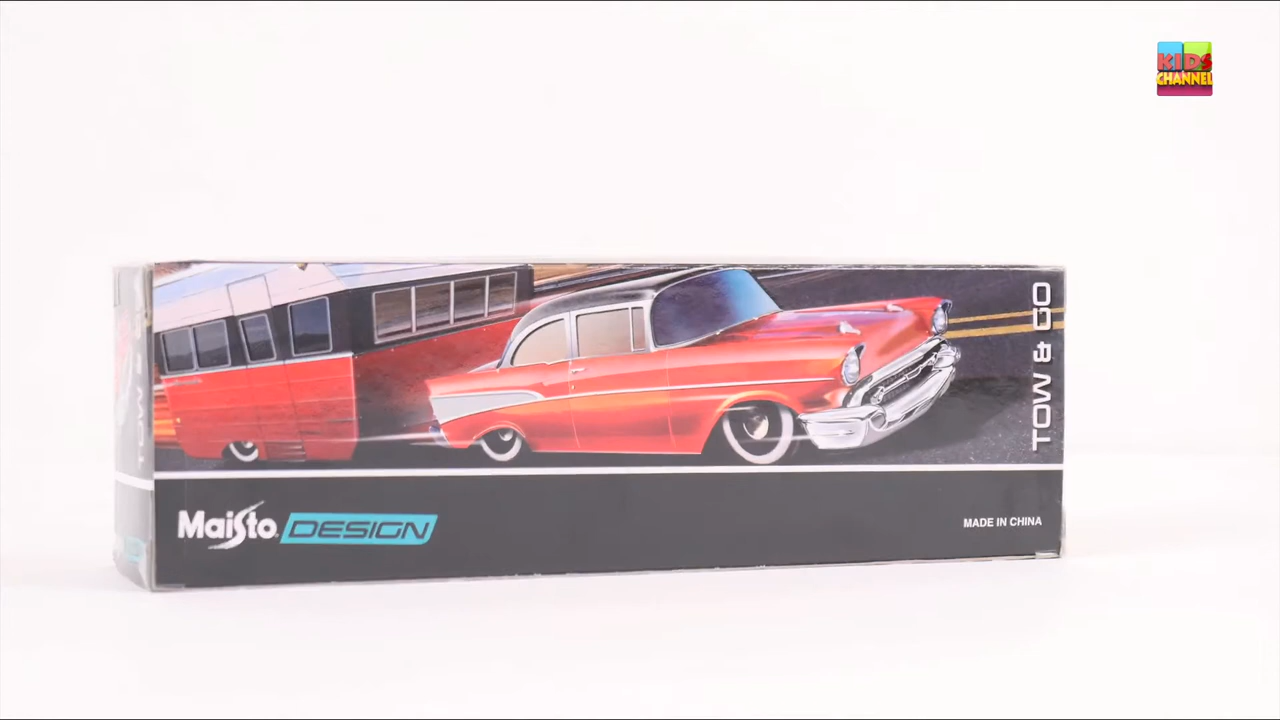 KIDS
CHANNEL
TOW & GO
Maisto DESIGN
MADE IN CHINA